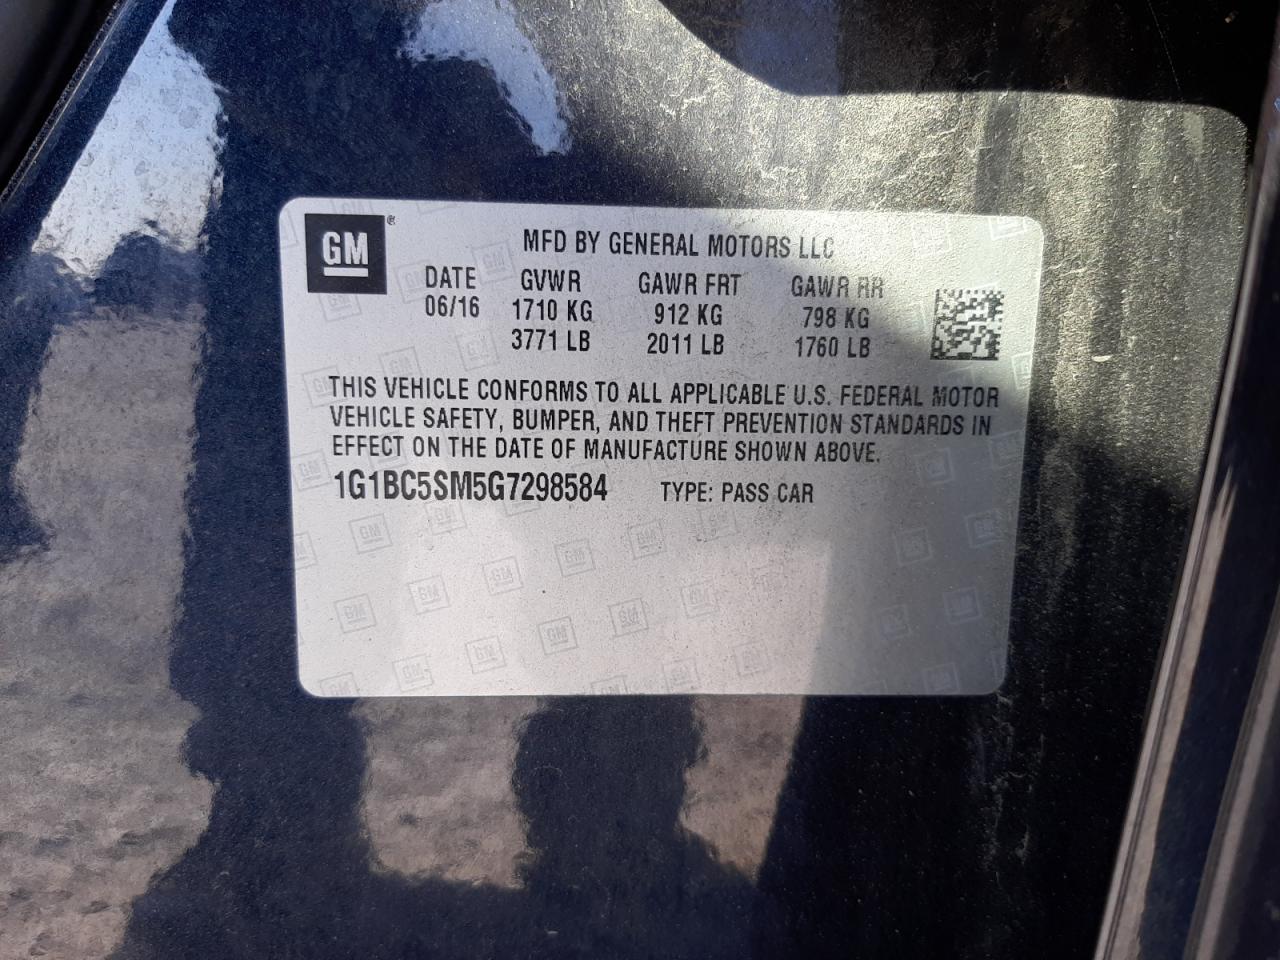 GM ®
MFD BY GENERAL MOTORS LLC
DATE GVWR GAWR FRT GAWR RR
06/16 1710 KG 912 KG 798 KG
3771 LB 2011 LB 1760 LB
THIS VEHICLE CONFORMS TO ALL APPLICABLE U.S. FEDERAL MOTOR
VEHICLE SAFETY, BUMPER, AND THEFT PREVENTION STANDARDS IN
EFFECT ON THE DATE OF MANUFACTURE SHOWN ABOVE.
1G1BC5SM5G7298584 TYPE: PASS CAR